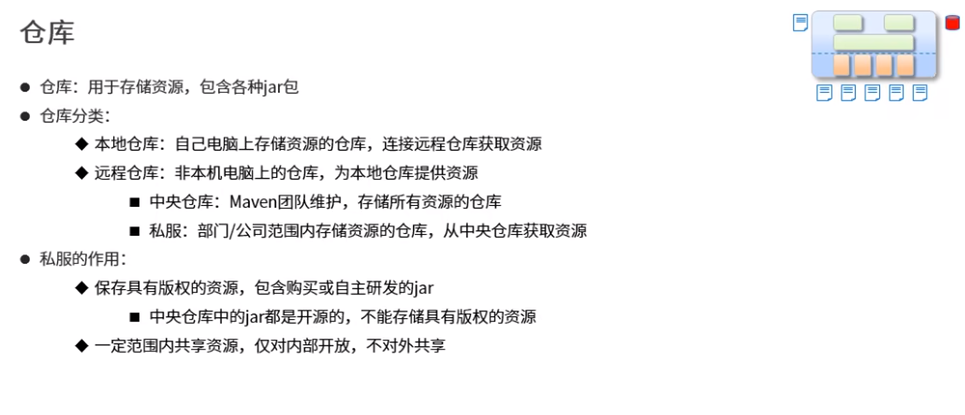 仓库
● 仓库：用于存储资源，包含各种jar包
● 仓库分类：
◆ 本地仓库：自己电脑上存储资源的仓库，连接远程仓库获取资源
◆ 远程仓库：非本机电脑上的仓库，为本地仓库提供资源
■ 中央仓库：Maven团队维护，存储所有资源的仓库
■ 私服：部门/公司范围内存储资源的仓库，从中央仓库获取资源
● 私服的作用：
◆ 保存具有版权的资源，包含购买或自主研发的jar
■ 中央仓库中的jar都是开源的，不能存储具有版权的资源
◆ 一定范围内共享资源，仅对内部开放，不对外共享